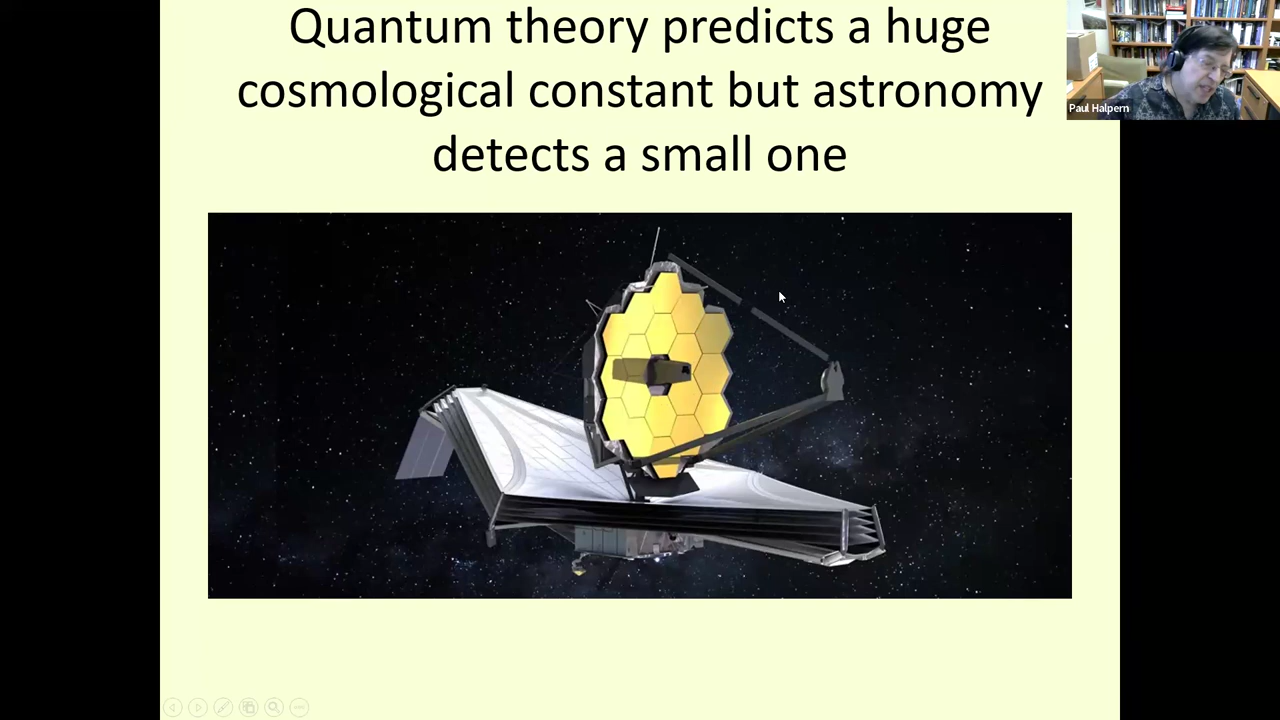 Quantum theory predicts a huge
cosmological constant but astronomy
detects a small one
Paul Halpern